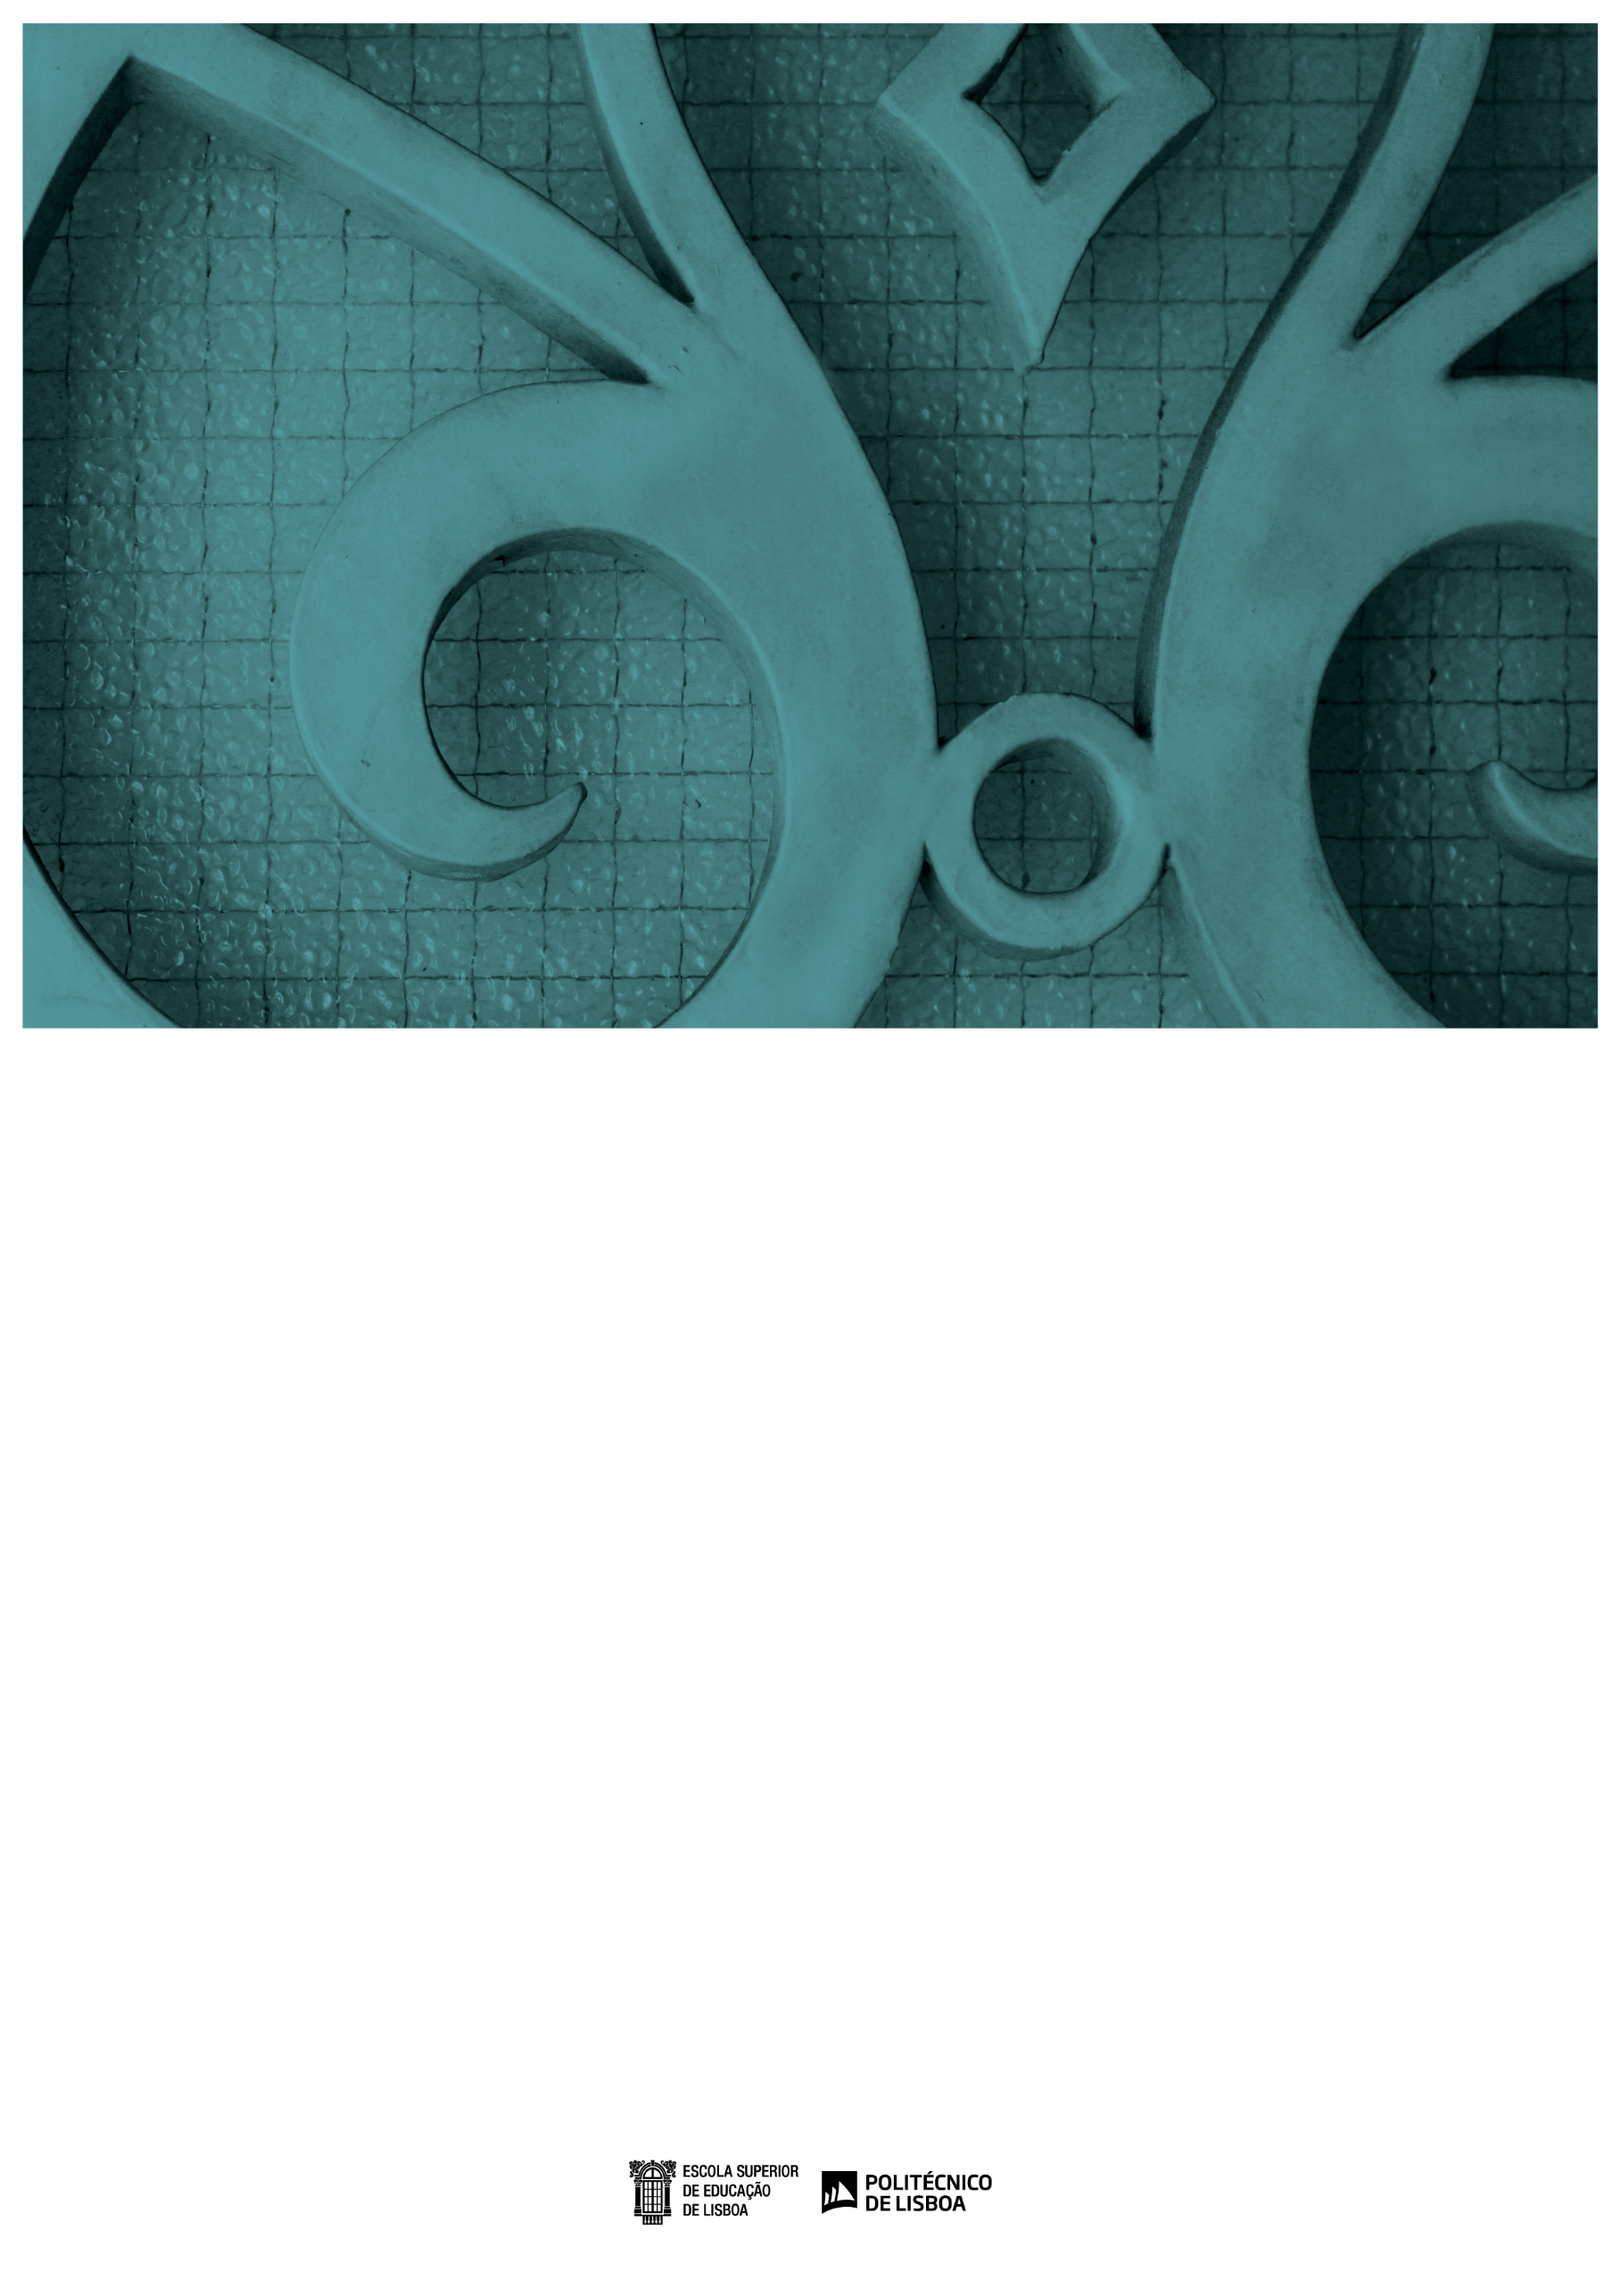 ESCOLA SUPERIOR
DE EDUCAÇÃO
DE LISBOA
POLITÉCNICO
DE LISBOA